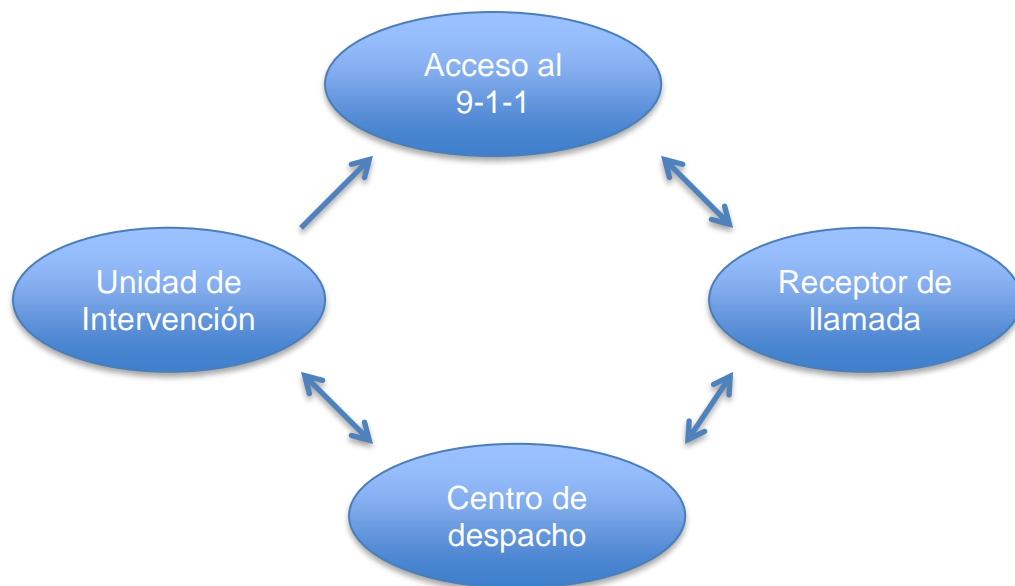 Acceso al
9-1-1
Unidad de
Intervención
Receptor de
llamada
Centro de
despacho